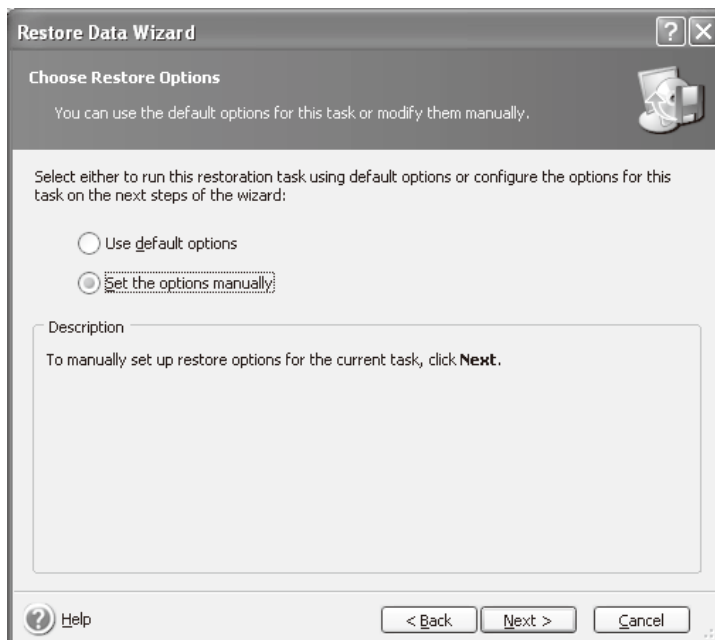 Restore Data Wizard
Choose Restore Options
You can use the default options for this task or modify them manually.
Select either to run this restoration task using default options or configure the options for this
task on the next steps of the wizard:
Use default options
Set the options manually
Description
To manually set up restore options for the current task, click Next.
Help
< Back
Next >
Cancel